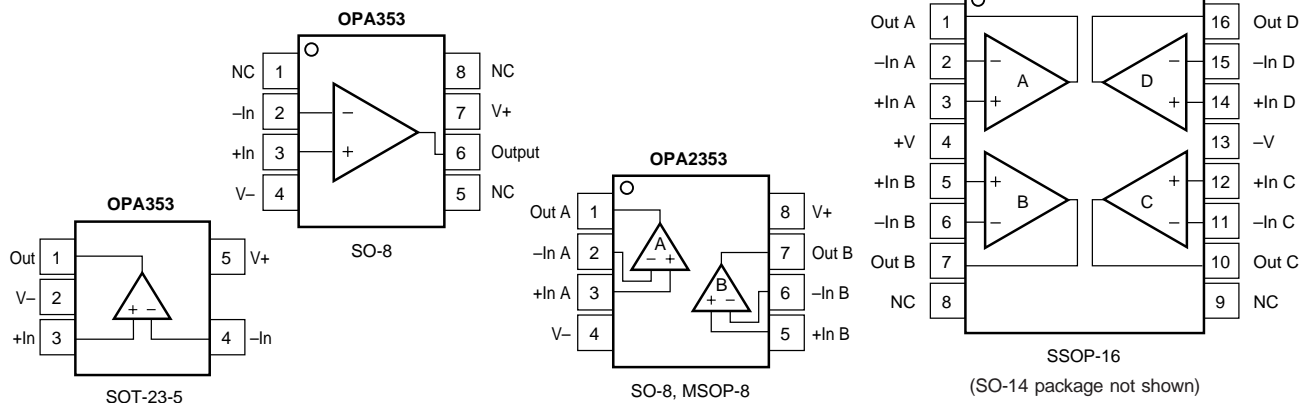 OPA353
NC 1
–In 2
+In 3
V– 4
8 NC
7 V+
6 Output
5 NC
– 
+
SO-8
OPA353
Out 1
V– 2
+In 3
5 V+
4 –In
+ –
SOT-23-5
OPA2353
Out A 1
–In A 2
+In A 3
V– 4
8 V+
7 Out B
6 –In B
5 +In B
A
– +
B
+ –
SO-8, MSOP-8
Out A 1
–In A 2
+In A 3
+V 4
+In B 5
–In B 6
Out B 7
NC 8
16 Out D
15 –In D
14 +In D
13 –V
12 +In C
11 –In C
10 Out C
9 NC
–
A
+
–
D
+
+
B
–
+
C
–
SSOP-16
(SO-14 package not shown)